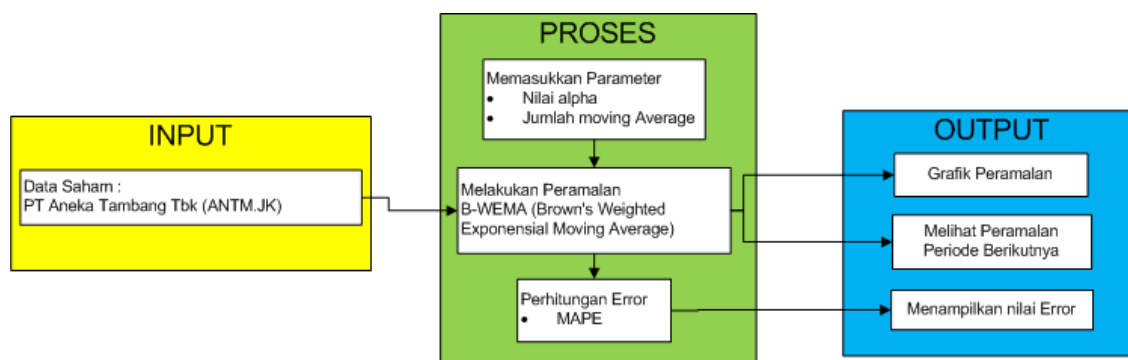 INPUT
Data Saham :
PT Aneka Tambang Tbk (ANTM.JK)
PROSES
Memasukkan Parameter
• Nilai alpha
• Jumlah moving Average
Melakukan Peramalan
B-WEMA (Brown's Weighted
Exponensial Moving Average)
Perhitungan Error
• MAPE
OUTPUT
Grafik Peramalan
Melihat Peramalan
Periode Berikutnya
Menampilkan nilai Error